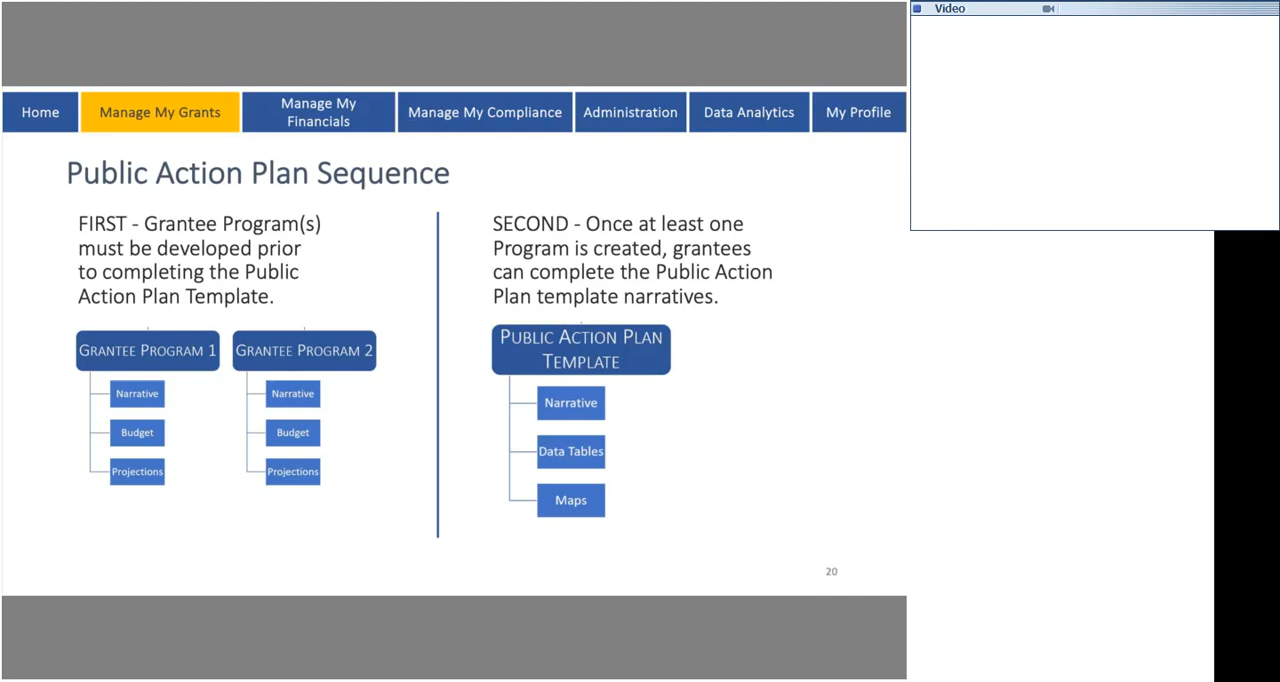 Video
Home
Manage My Grants
Manage My
Financials
Manage My Compliance
Administration
Data Analytics
My Profile
Public Action Plan Sequence
FIRST - Grantee Program(s)
must be developed prior
to completing the Public
Action Plan Template.
GRANTEE PROGRAM 1
Narrative
Budget
Projections
GRANTEE PROGRAM 2
Narrative
Budget
Projections
SECOND - Once at least one
Program is created, grantees
can complete the Public Action
Plan template narratives.
PUBLIC ACTION PLAN
TEMPLATE
Narrative
Data Tables
Maps
20